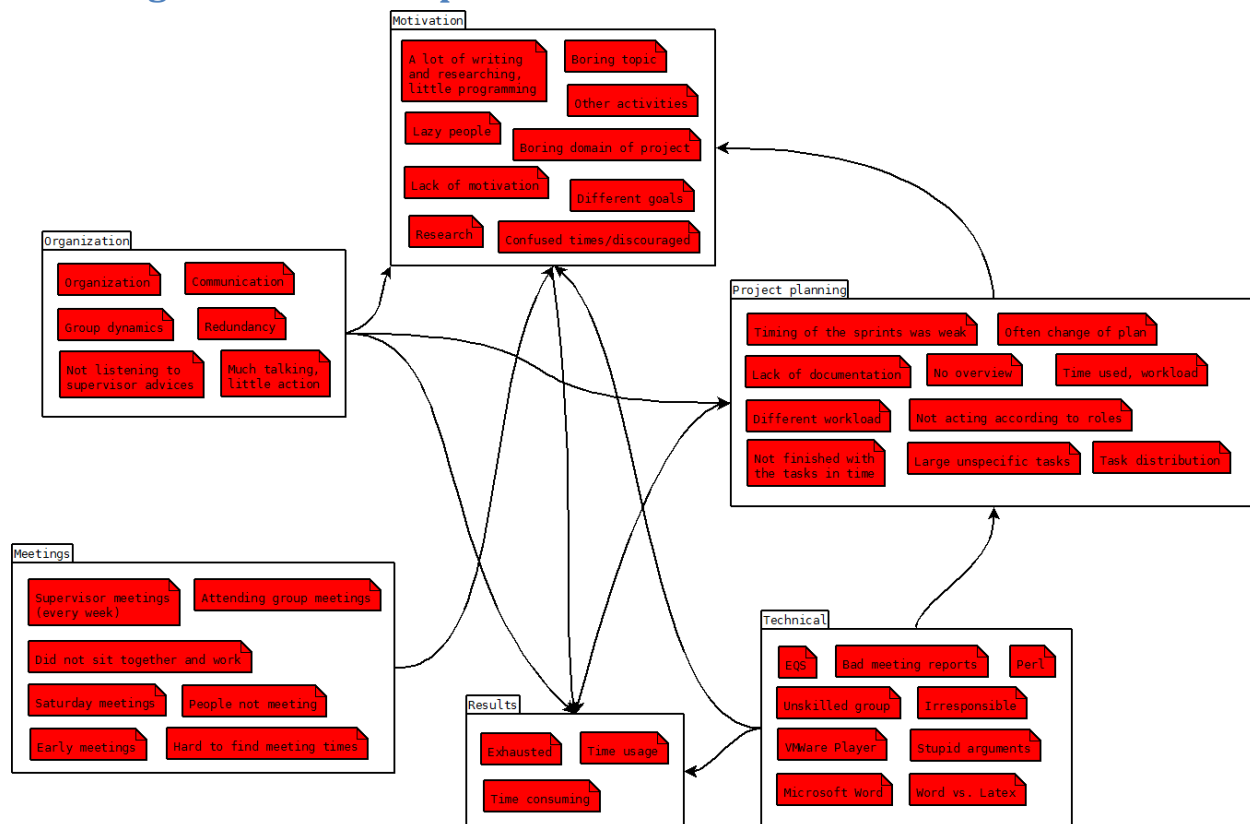 Motivation
A lot of writing
and researching,
little programming
Boring topic
Other activities
Lazy people
Boring domain of project
Lack of motivation
Different goals
Research
Confused times/discouraged
Organization
Organization
Communication
Group dynamics
Redundancy
Not listening to
supervisor advices
Much talking,
little action
Project planning
Timing of the sprints was weak
Often change of plan
Lack of documentation
No overview
Time used, workload
Different workload
Not acting according to roles
Not finished with
the tasks in time
Large unspecific tasks
Task distribution
Meetings
Supervisor meetings
(every week)
Attending group meetings
Did not sit together and work
Saturday meetings
People not meeting
Early meetings
Hard to find meeting times
Results
Exhausted
Time usage
Time consuming
Technical
EQS
Bad meeting reports
Perl
Unskilled group
Irresponsible
VMWare Player
Stupid arguments
Microsoft Word
Word vs. Latex